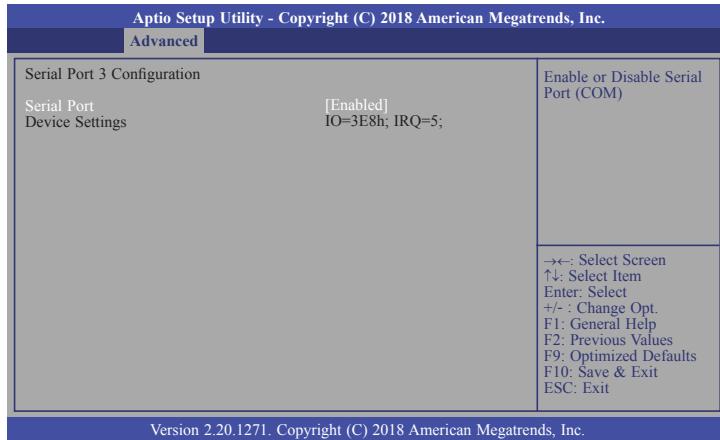 Aptio Setup Utility - Copyright (C) 2018 American Megatrends, Inc.
Advanced
Serial Port 3 Configuration
Serial Port [Enabled]
Device Settings IO=3E8h; IRQ=5;
Enable or Disable Serial
Port (COM)
→←: Select Screen
↑↓: Select Item
Enter: Select
+/- : Change Opt.
F1: General Help
F2: Previous Values
F9: Optimized Defaults
F10: Save & Exit
ESC: Exit
Version 2.20.1271. Copyright (C) 2018 American Megatrends, Inc.